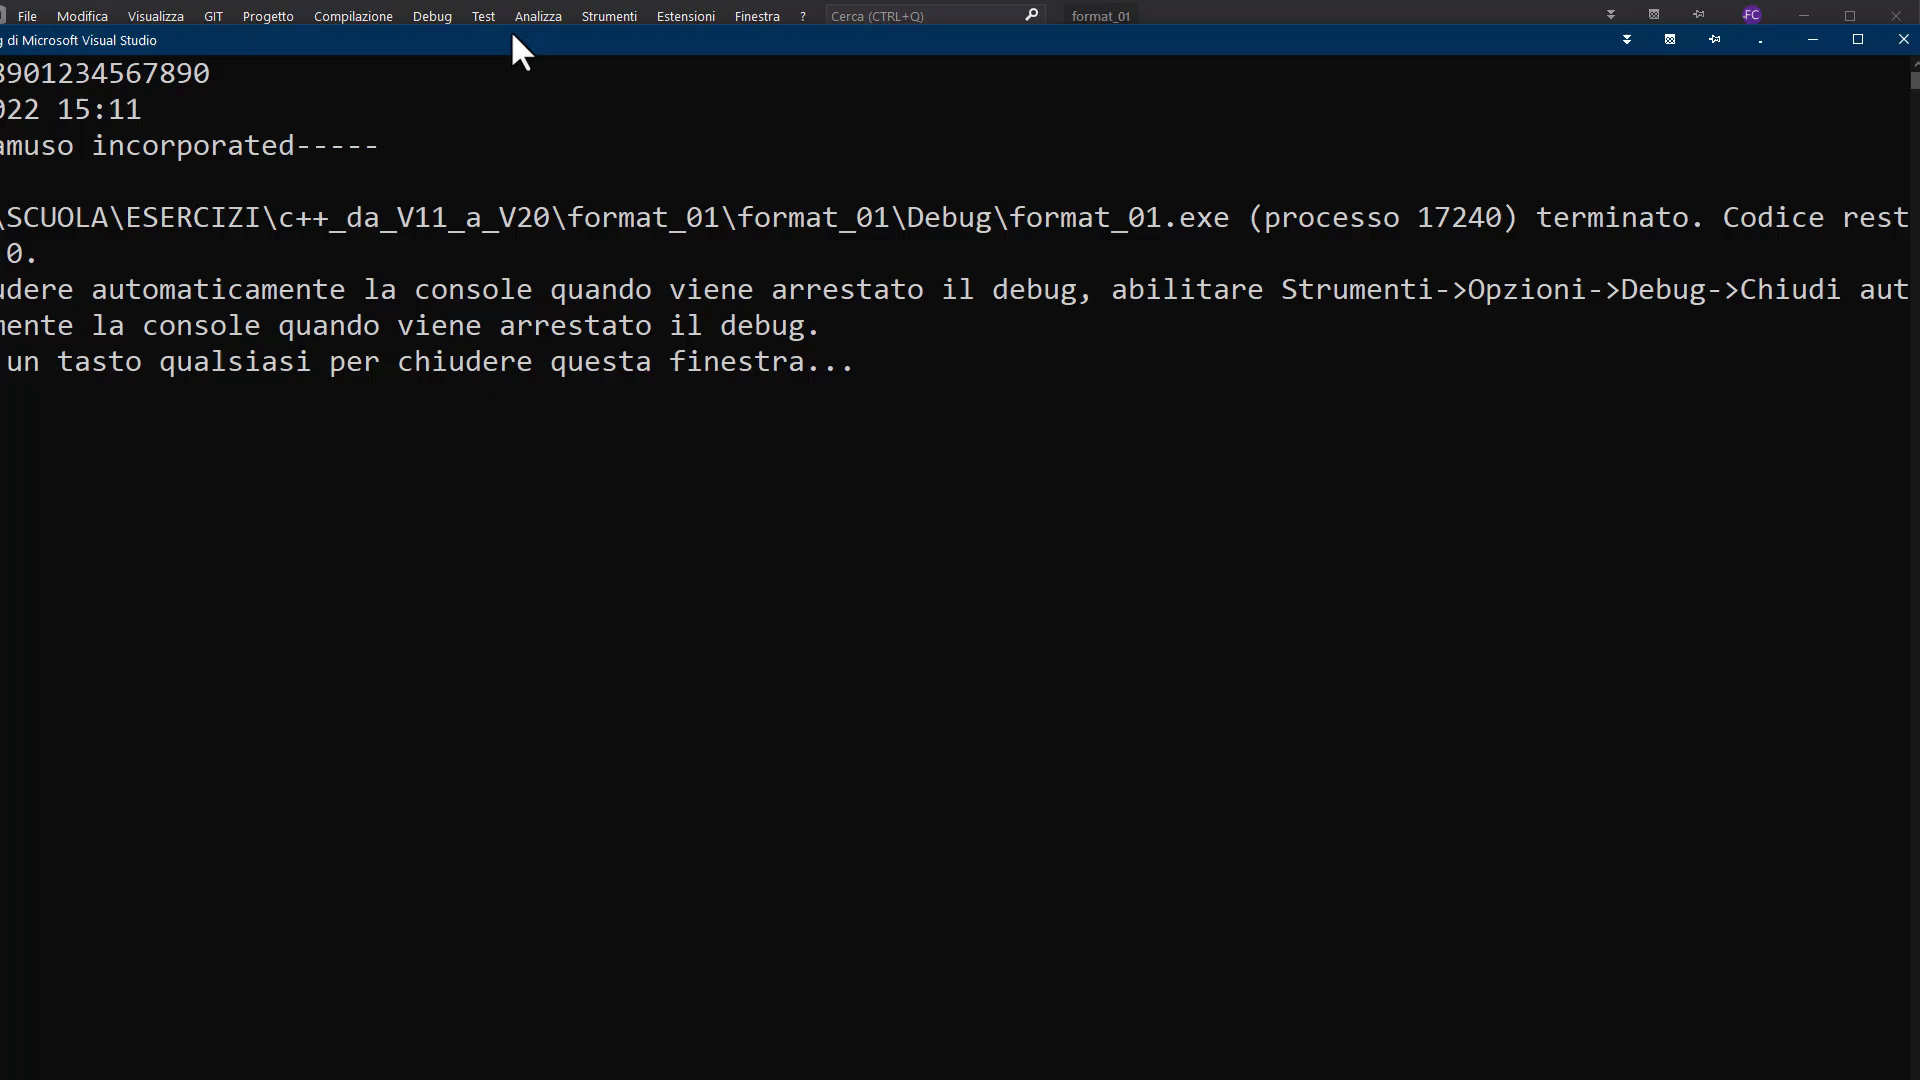 File Modifica Visualizza GIT Progetto Compilazione Debug Test Analizza Strumenti Estensioni Finestra ? Cerca (CTRL+Q) format_01 FC
di Microsoft Visual Studio
8901234567890
022 15:11
amuso incorporated-----
\SCUOLA\ESERCIZI\c++_da_V11_a_V20\format_01\format_01\Debug\format_01.exe (processo 17240) terminato. Codice rest
0.
udere automaticamente la console quando viene arrestato il debug, abilitare Strumenti->Opzioni->Debug->Chiudi aut
mente la console quando viene arrestato il debug.
un tasto qualsiasi per chiudere questa finestra...